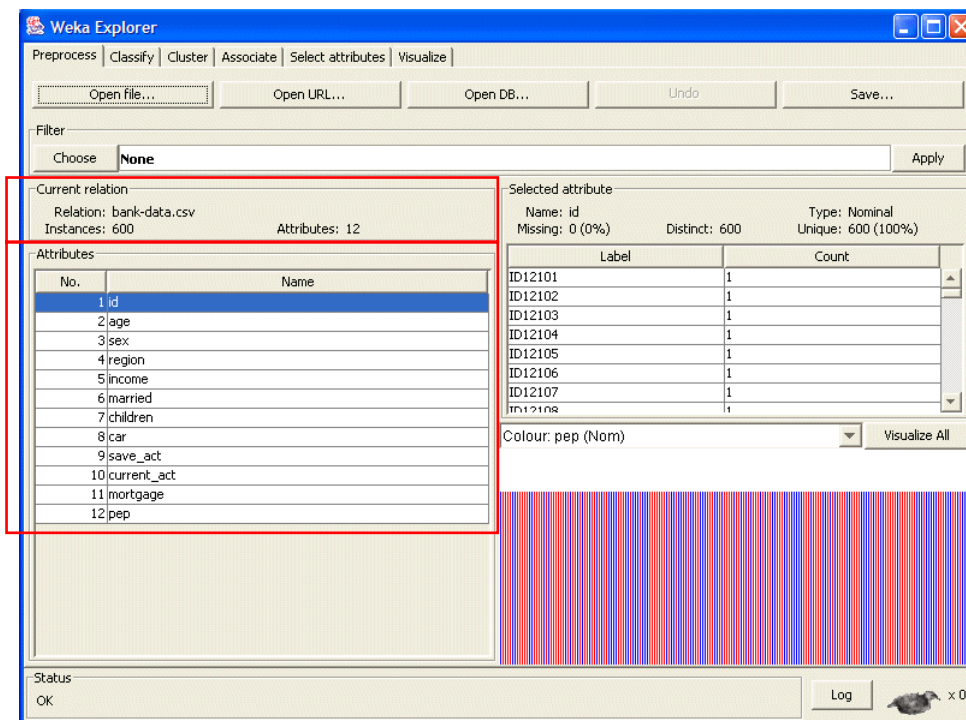 Weka Explorer
Preprocess Classify Cluster Associate Select attributes Visualize
Open file... Open URL... Open DB... Undo Save...
Filter
Choose None Apply
Current relation
Relation: bank-data.csv
Instances: 600 Attributes: 12
Attributes
No. Name
1 id
2 age
3 sex
4 region
5 income
6 married
7 children
8 car
9 save_act
10 current_act
11 mortgage
12 pep
Selected attribute
Name: id Type: Nominal
Missing: 0 (0%) Distinct: 600 Unique: 600 (100%)
Label Count
ID12101 1
ID12102 1
ID12103 1
ID12104 1
ID12105 1
ID12106 1
ID12107 1
ID12108 1
Colour: pep (Nom) Visualize All
Status
OK Log x 0